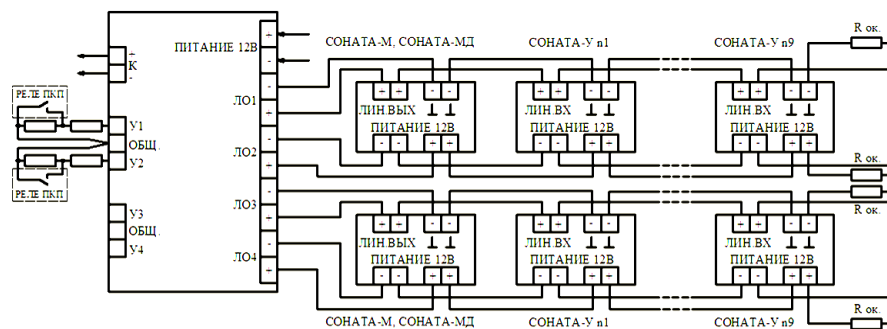 СОНАТА-М, СОНАТА-МД СОНАТА-У n1 СОНАТА-У n9 R ок.
ПИТАНИЕ 12В + -
+ К -
РЕЛЕ ПКП
У1
ОБЩ.
У2
РЕЛЕ ПКП
У3
ОБЩ.
У4
- ЛО1 +
- ЛО2 +
- ЛО3 +
- ЛО4 +
+ + - - + + - - + + - -
ЛИН.ВЫХ ЛИН.ВХ ЛИН.ВХ
ПИТАНИЕ 12В ПИТАНИЕ 12В ПИТАНИЕ 12В
- - + + - - + + - - + +
R ок.
R ок.
+ + - - + + - - + + - -
ЛИН.ВЫХ ЛИН.ВХ ЛИН.ВХ
ПИТАНИЕ 12В ПИТАНИЕ 12В ПИТАНИЕ 12В
- - + + - - + + - - + +
СОНАТА-М, СОНАТА-МД СОНАТА-У n1 СОНАТА-У n9 R ок.